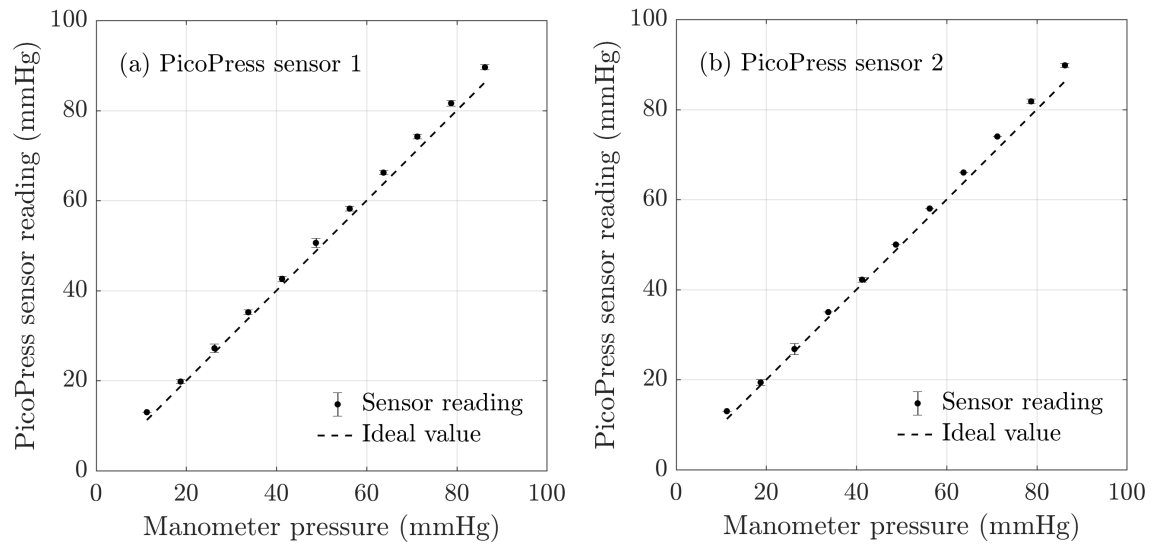 100
80
60
40
20
0
0 20 40 60 80 100
PicoPress sensor reading (mmHg)
Manometer pressure (mmHg)
(a) PicoPress sensor 1
Sensor reading
Ideal value
100
80
60
40
20
0
0 20 40 60 80 100
PicoPress sensor reading (mmHg)
Manometer pressure (mmHg)
(b) PicoPress sensor 2
Sensor reading
Ideal value